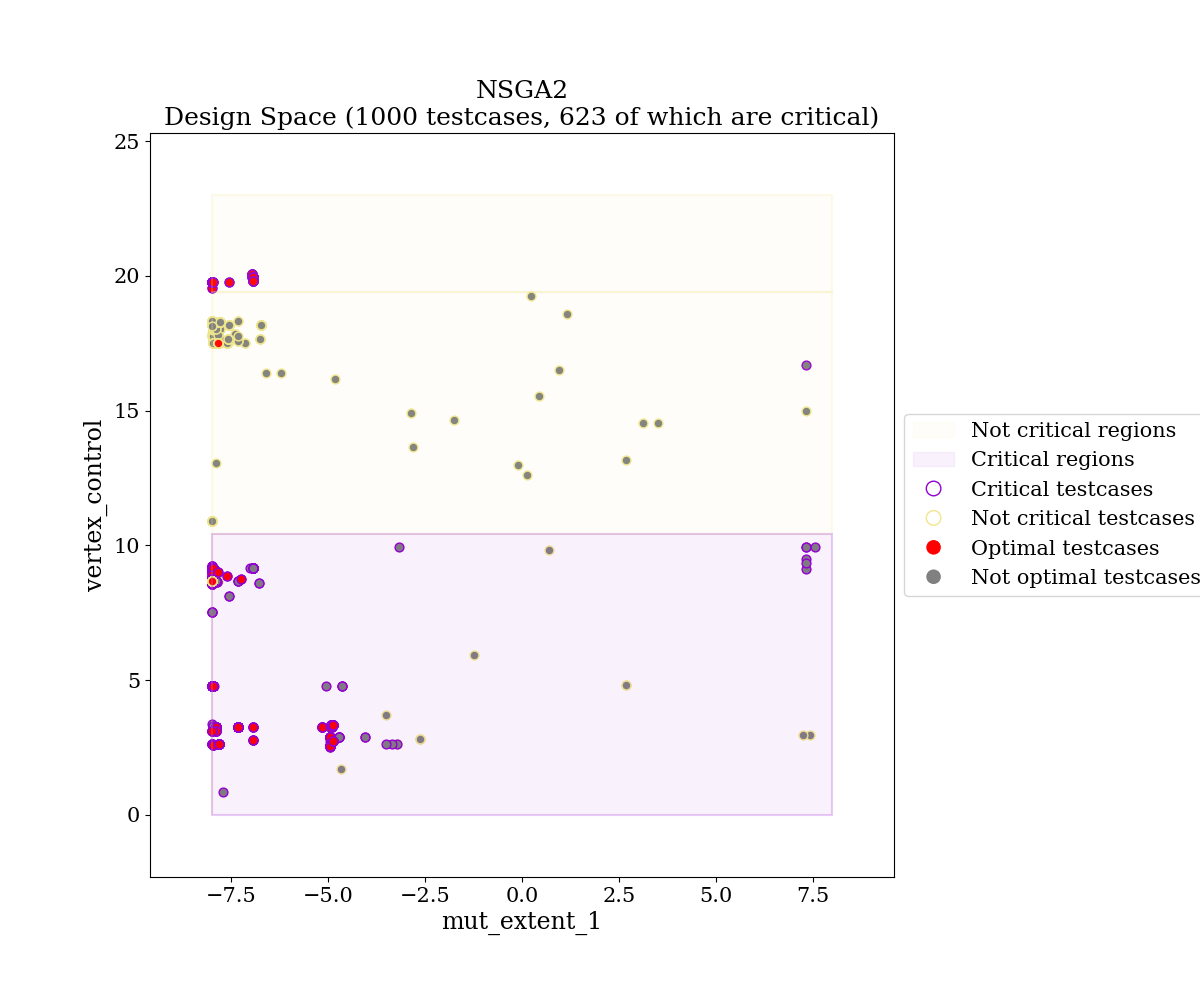 NSGA2
Design Space (1000 testcases, 623 of which are critical)
25
20
15
10
5
0
vertex_control
−7.5
−5.0
−2.5
0.0
2.5
5.0
7.5
mut_extent_1
Not critical regions
Critical regions
Critical testcases
Not critical testcases
Optimal testcases
Not optimal testcases